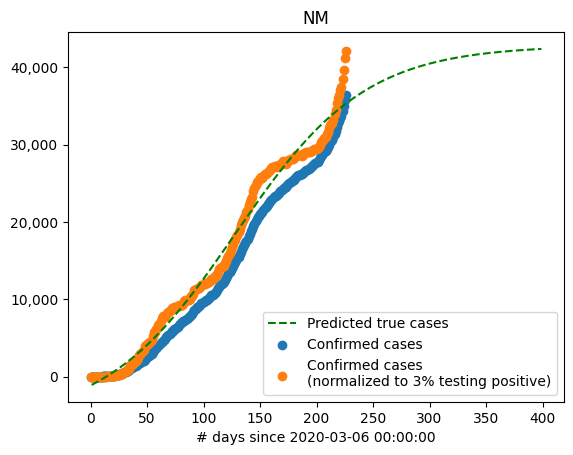 NM
40,000
30,000
20,000
10,000
0
Predicted true cases
Confirmed cases
Confirmed cases
(normalized to 3% testing positive)
0 50 100 150 200 250 300 350 400
# days since 2020-03-06 00:00:00